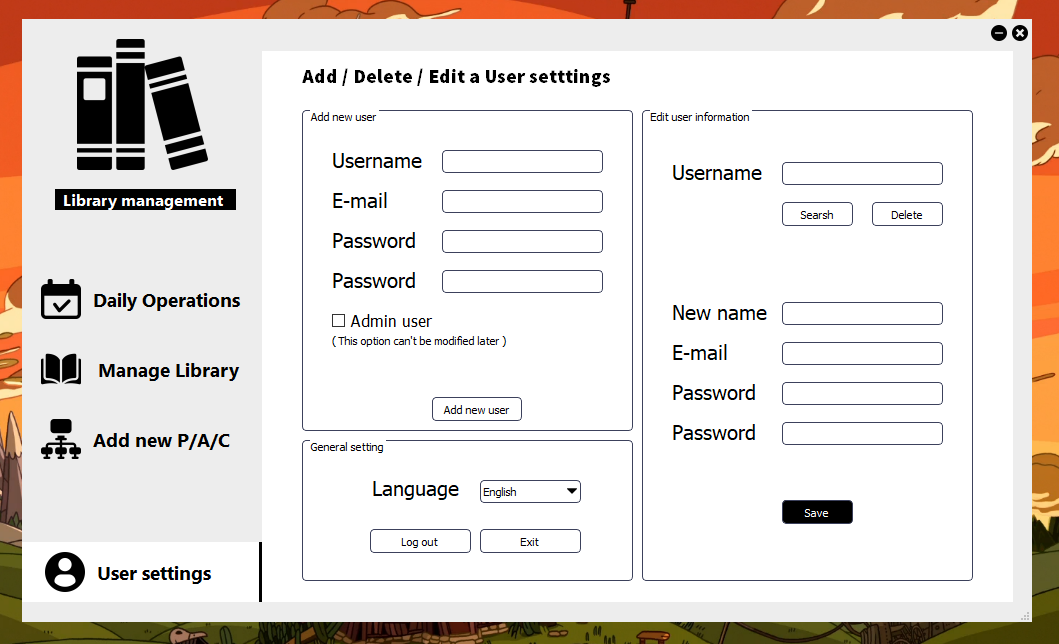 Library management
Daily Operations
Manage Library
Add new P/A/C
User settings
Add / Delete / Edit a User setttings
Add new user
Username
E-mail
Password
Password
Admin user
( This option can't be modified later )
Add new user
General setting
Language English
Log out Exit
Edit user information
Username
Searsh Delete
New name
E-mail
Password
Password
Save